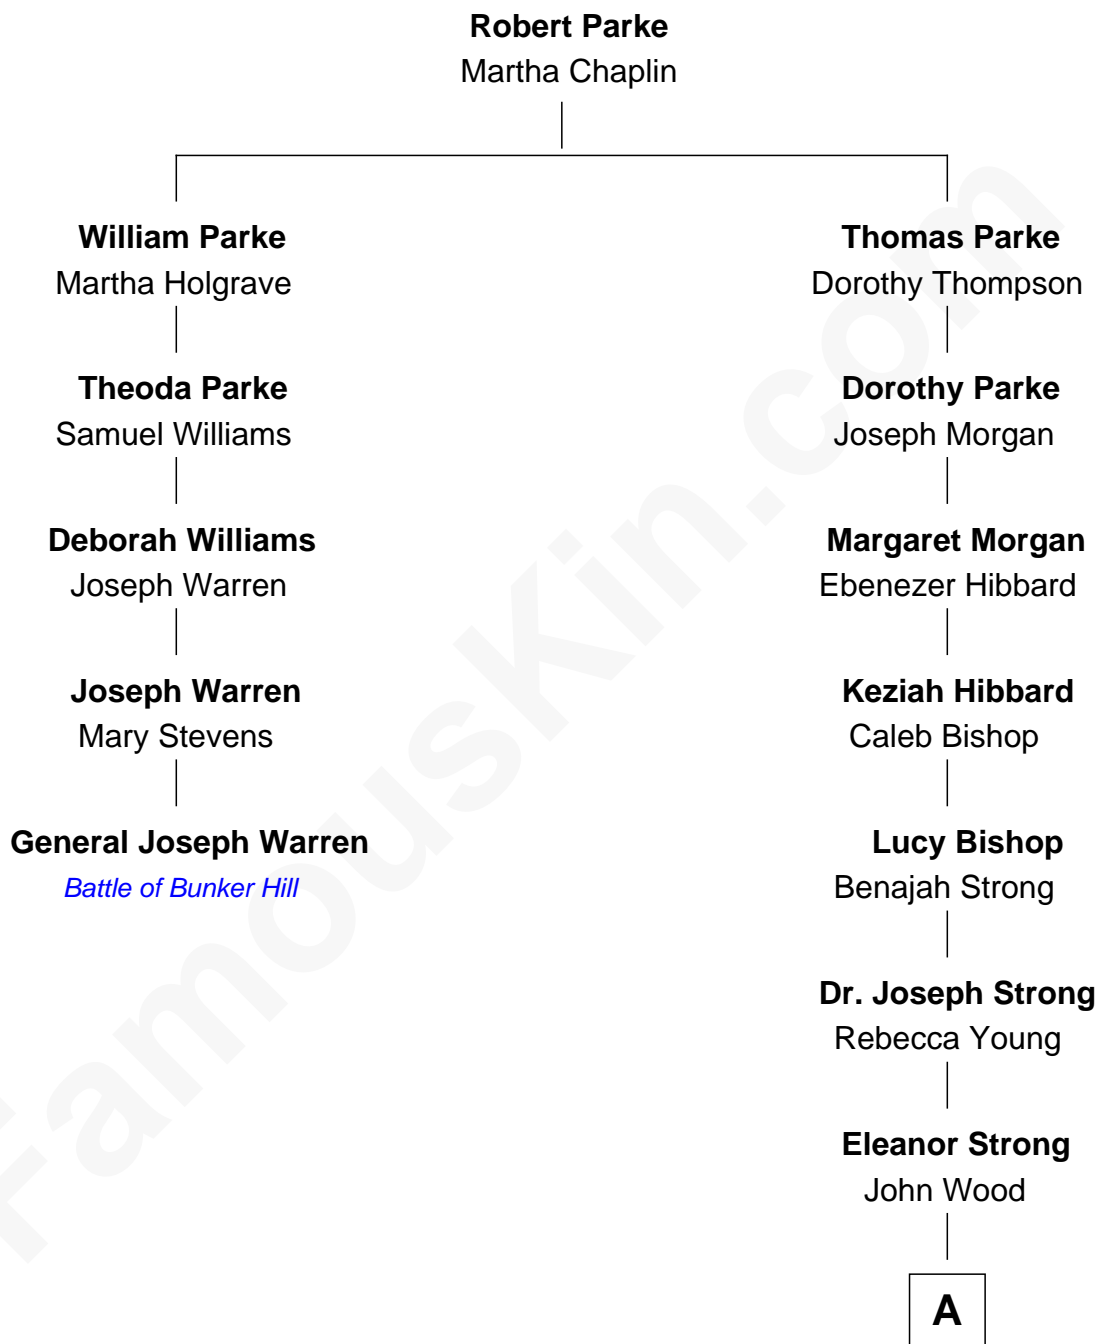 Robert Parke
Martha Chaplin
William Parke
Martha Holgrave
Thomas Parke
Dorothy Thompson
Theoda Parke
Samuel Williams
Dorothy Parke
Joseph Morgan
Deborah Williams
Joseph Warren
Margaret Morgan
Ebenezer Hibbard
Joseph Warren
Mary Stevens
Keziah Hibbard
Caleb Bishop
General Joseph Warren
Battle of Bunker Hill
Lucy Bishop
Benajah Strong
Dr. Joseph Strong
Rebecca Young
Eleanor Strong
John Wood
A
FamousKin.com